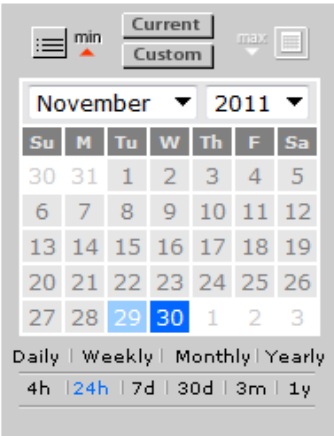 min Current max
Custom
November 2011
Su M Tu W Th F Sa
30 31 1 2 3 4 5
6 7 8 9 10 11 12
13 14 15 16 17 18 19
20 21 22 23 24 25 26
27 28 29 30 1 2 3
Daily | Weekly | Monthly | Yearly
4h | 24h | 7d | 30d | 3m | 1y